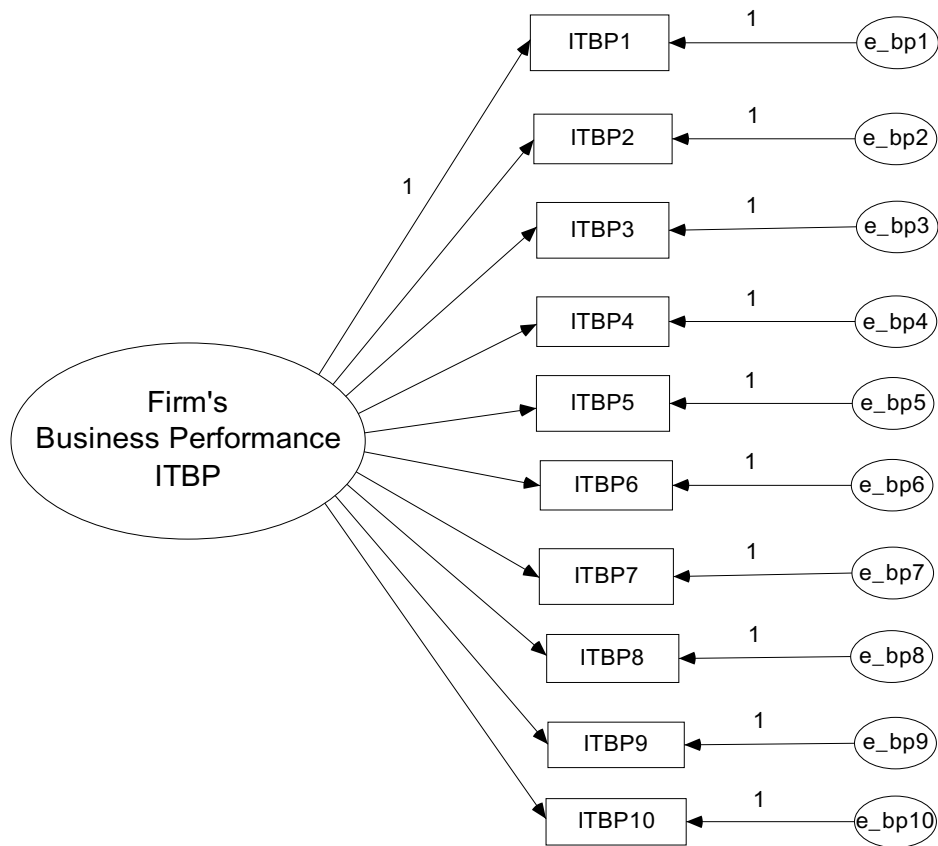 ITBP1
1
e_bp1
ITBP2
1
e_bp2
1
ITBP3
1
e_bp3
ITBP4
1
e_bp4
Firm's
Business Performance
ITBP
ITBP5
1
e_bp5
ITBP6
1
e_bp6
ITBP7
1
e_bp7
ITBP8
1
e_bp8
ITBP9
1
e_bp9
ITBP10
1
e_bp10